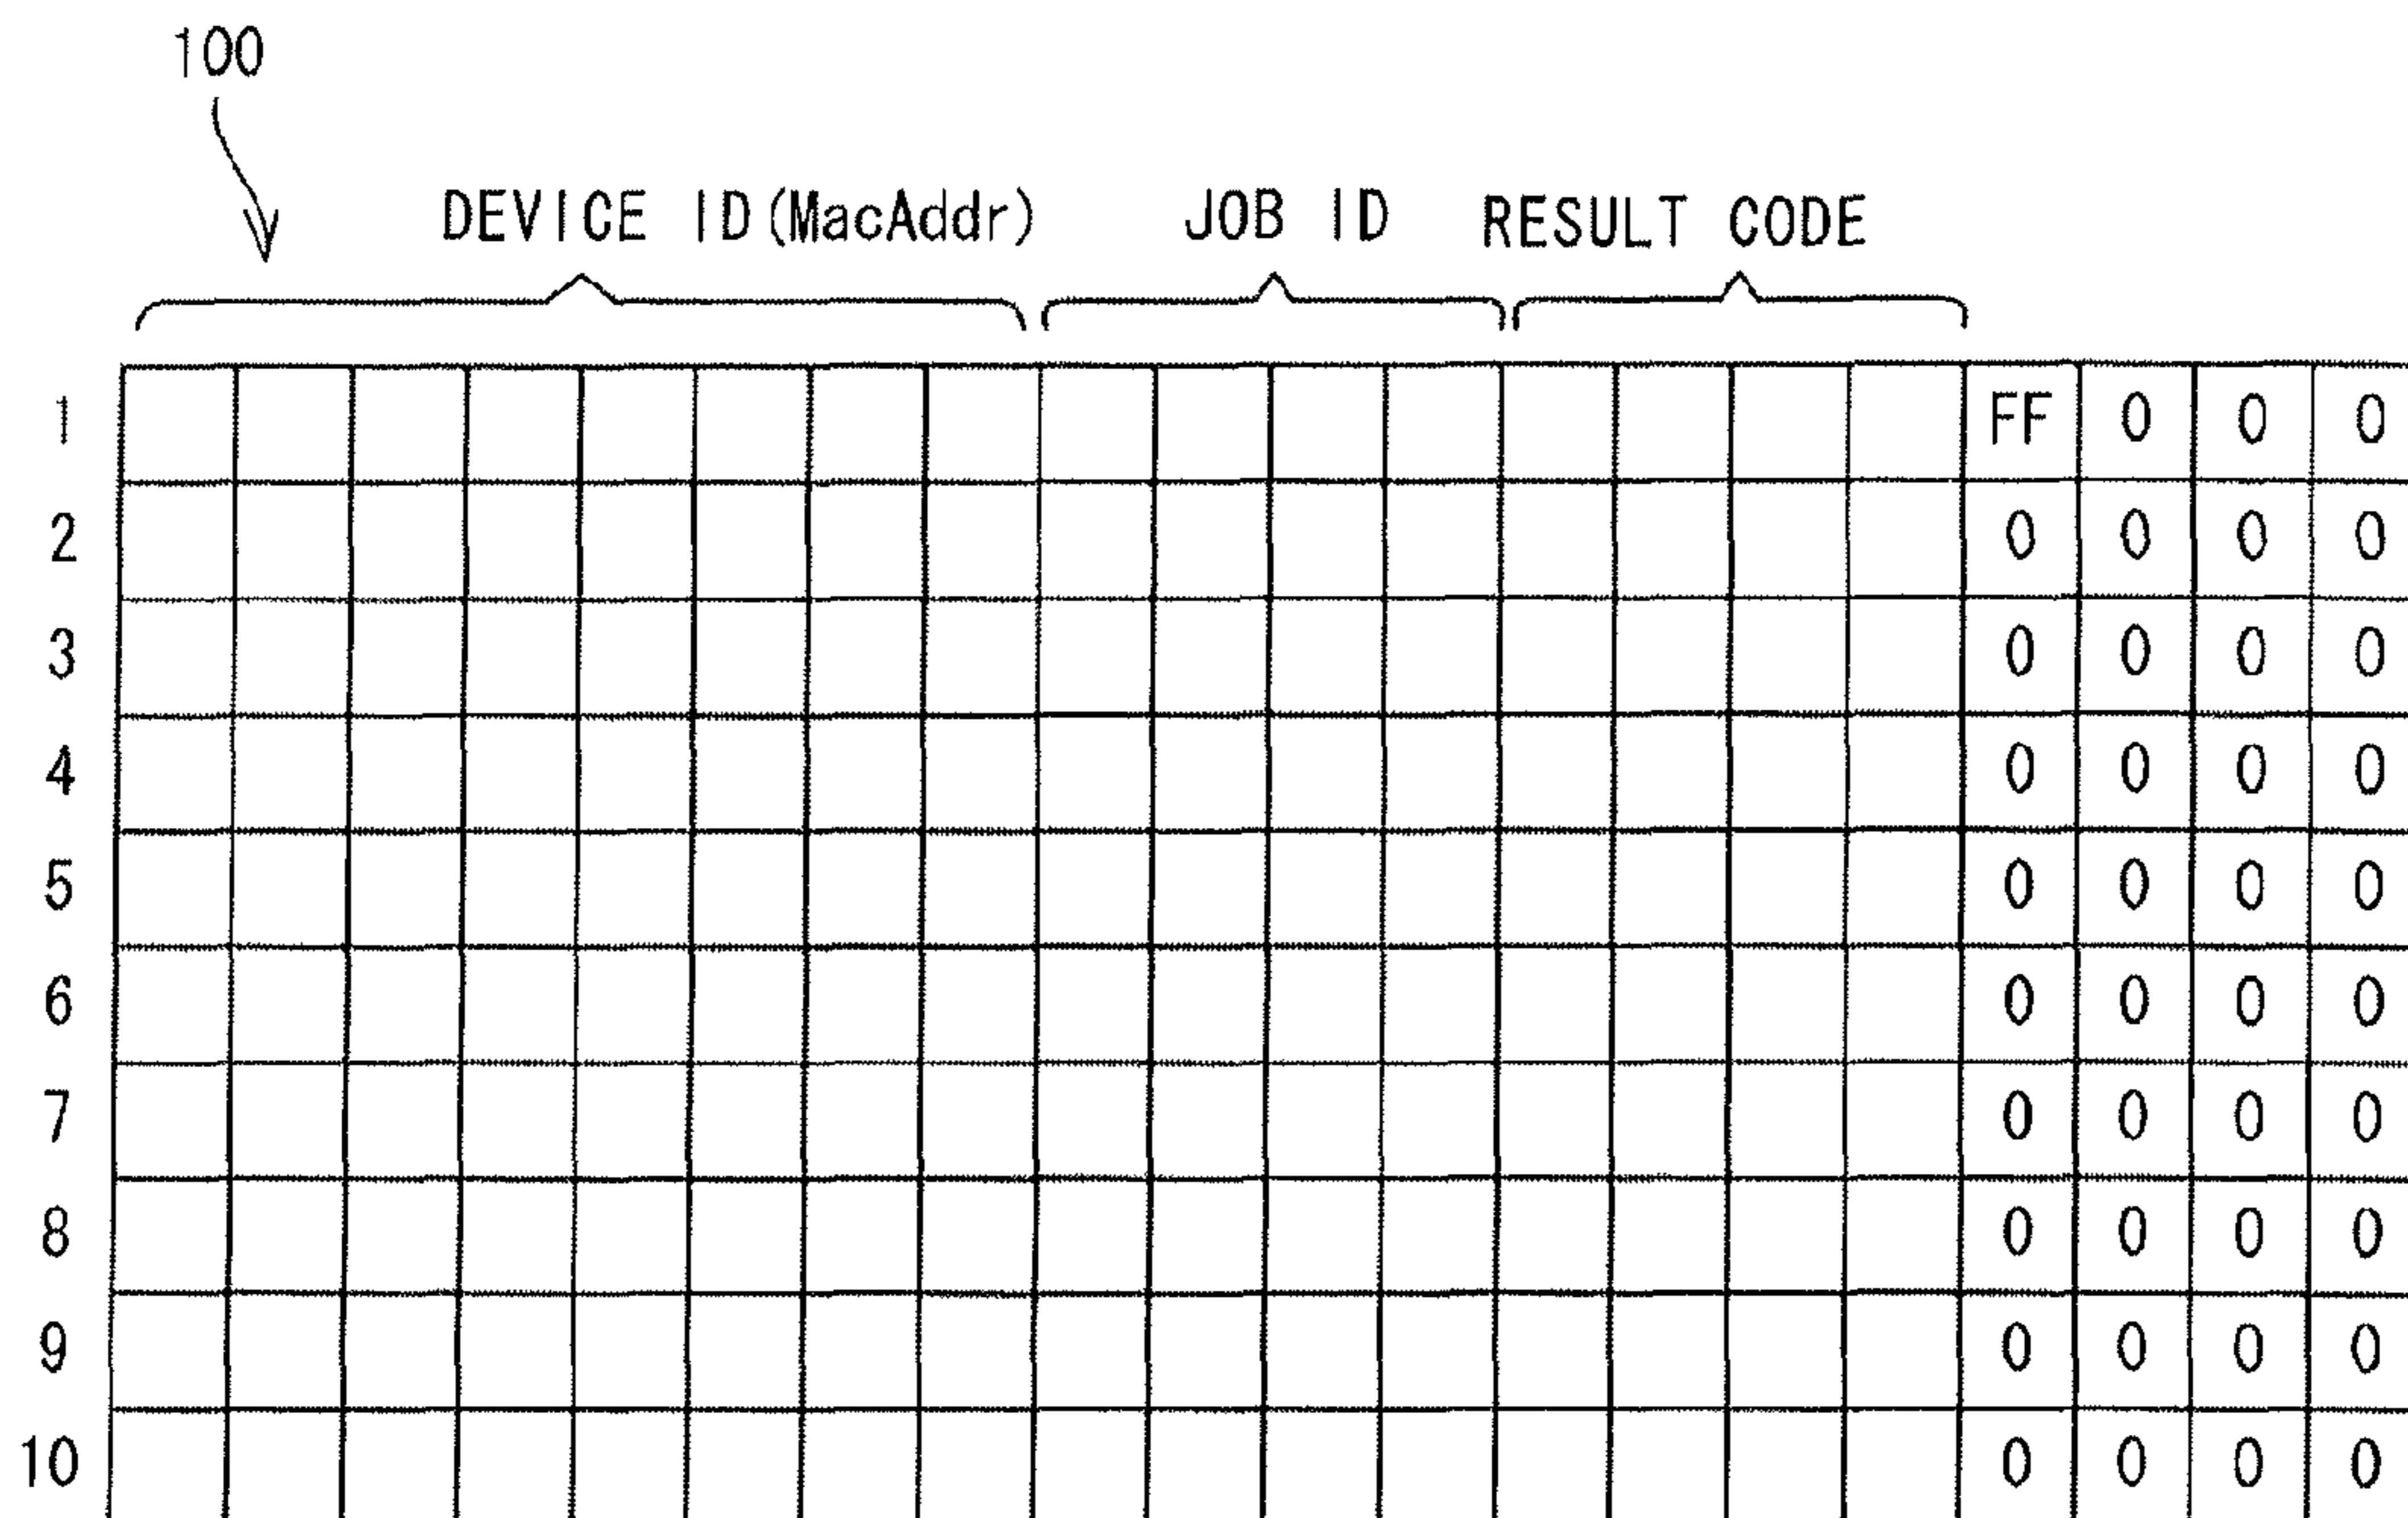 100
DEVICE ID(MacAddr) JOB ID RESULT CODE
1 FF 0 0 0
2 0 0 0 0
3 0 0 0 0
4 0 0 0 0
5 0 0 0 0
6 0 0 0 0
7 0 0 0 0
8 0 0 0 0
9 0 0 0 0
10 0 0 0 0